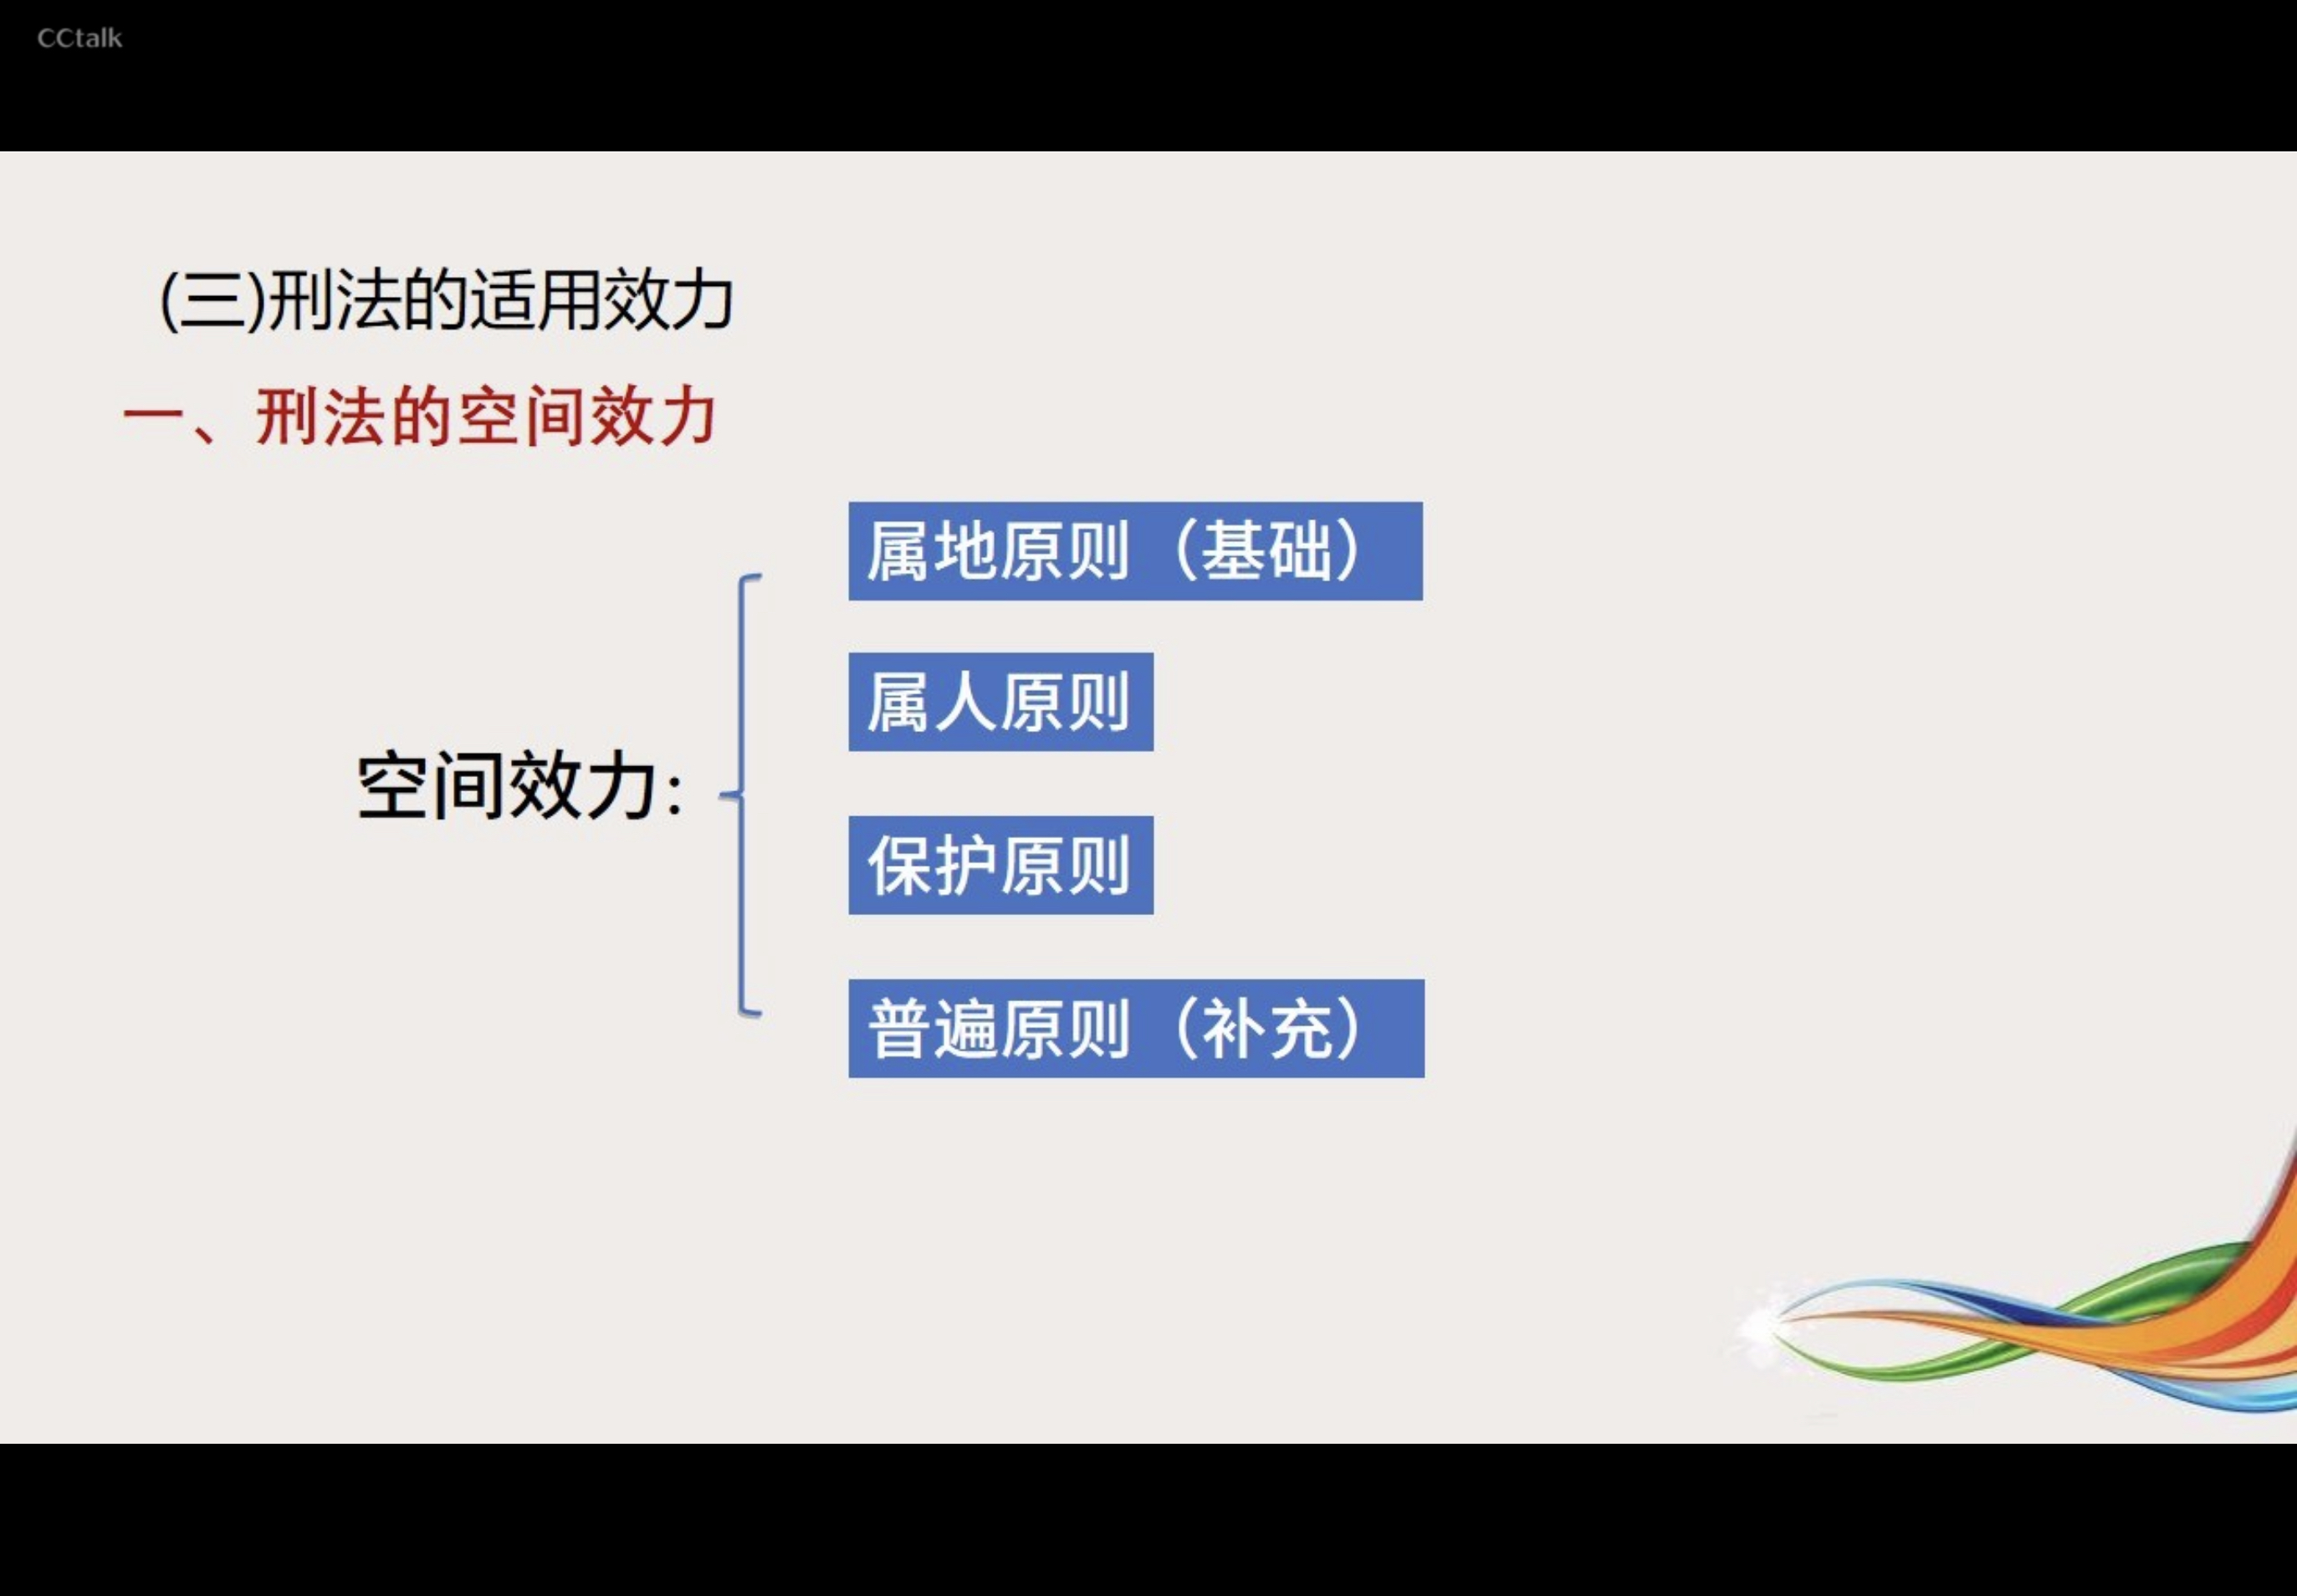 CCtalk
(三)刑法的适用效力
一、刑法的空间效力
属地原则（基础）
属人原则
空间效力:
保护原则
普遍原则（补充）